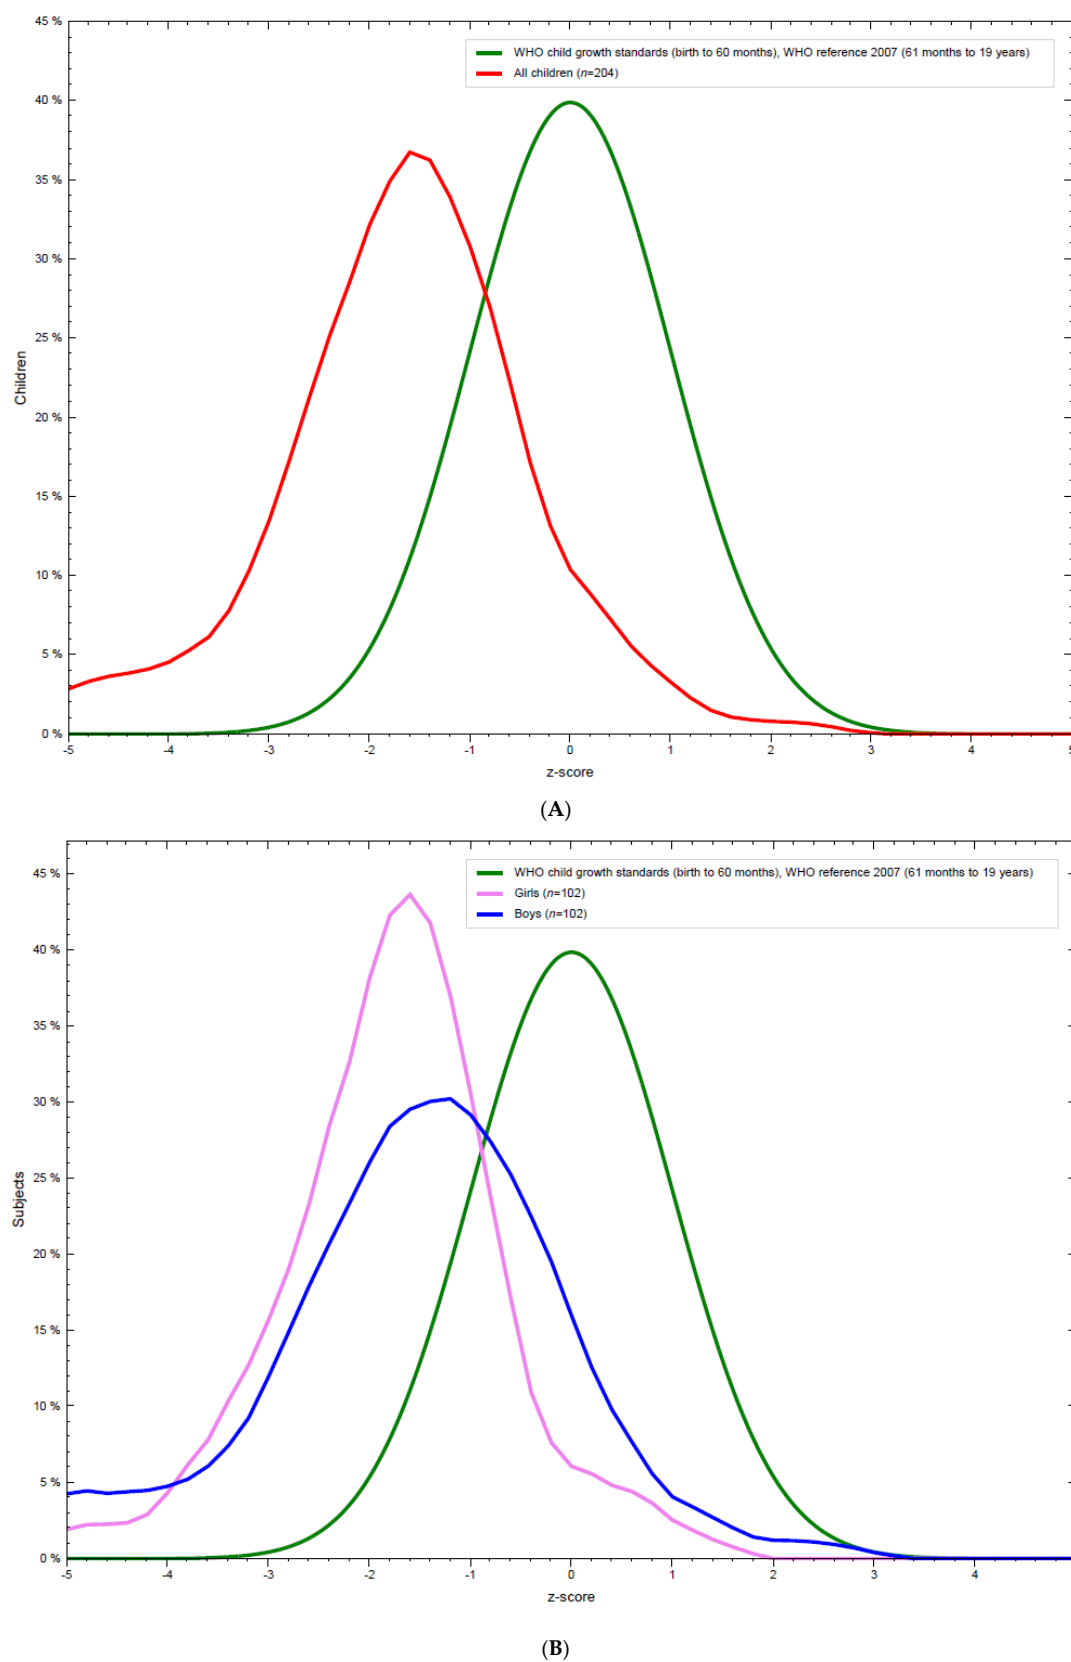 45 %
WHO child growth standards (birth to 60 months), WHO reference 2007 (61 months to 19 years)
All children (n=204)
40 %
35 %
30 %
25 %
20 %
15 %
10 %
5 %
0 %
Children
-5 -4 -3 -2 -1 0 1 2 3 4 5
z-score
(A)
45 %
WHO child growth standards (birth to 60 months), WHO reference 2007 (61 months to 19 years)
Girls (n=102)
Boys (n=102)
40 %
35 %
30 %
25 %
20 %
15 %
10 %
5 %
0 %
Subjects
-5 -4 -3 -2 -1 0 1 2 3 4
z-score
(B)